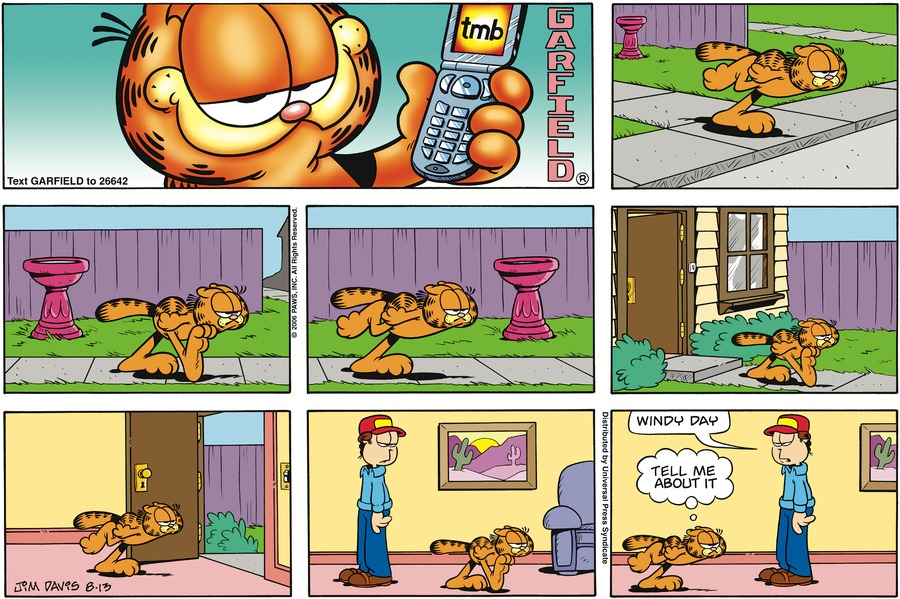 tmb
GARFIELD
®
Text GARFIELD to 26642
© 2006 PAWS, INC. All Rights Reserved.
JIM DAVIS 8-13
Distributed by Universal Press Syndicate
WINDY DAY
TELL ME
ABOUT IT